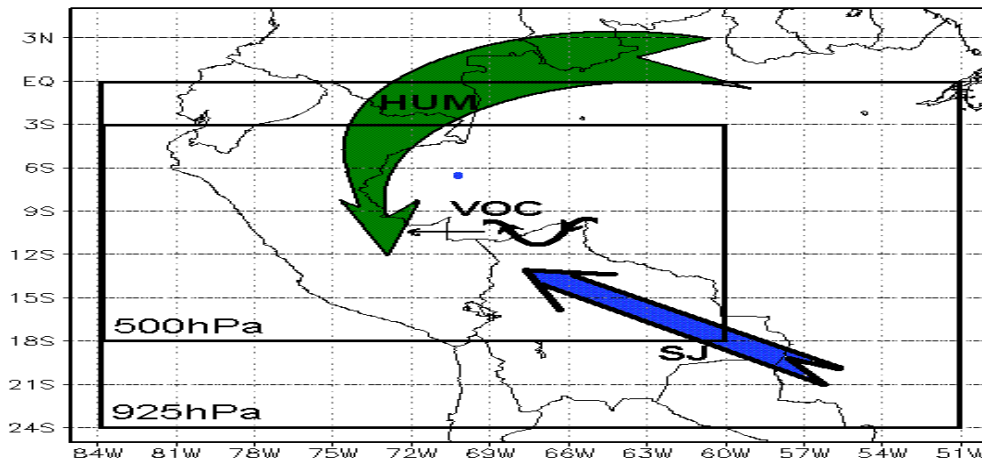 3N
EQ
HUM
3S
6S
9S
VOC
12S
15S
500hPa
18S
SJ
21S
925hPa
24S
84W 81W 78W 75W 72W 69W 66W 63W 60W 57W 54W 51W